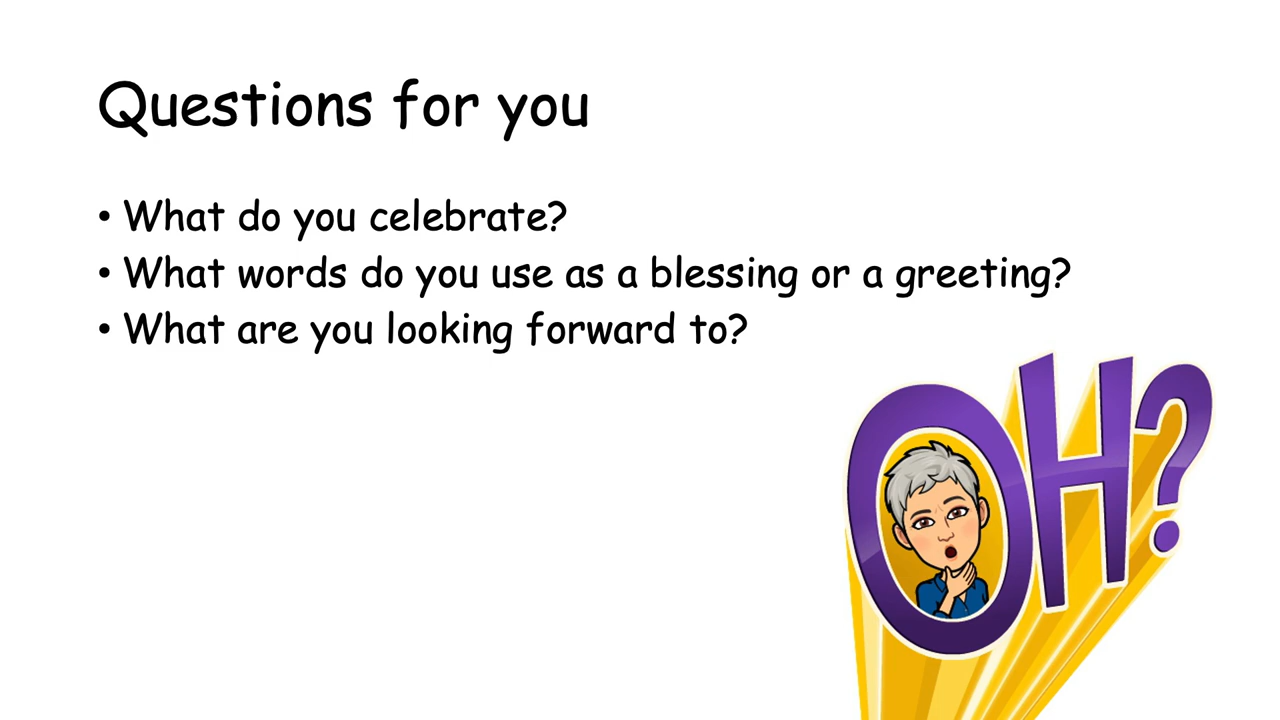 Questions for you
• What do you celebrate?
• What words do you use as a blessing or a greeting?
• What are you looking forward to?
OH?